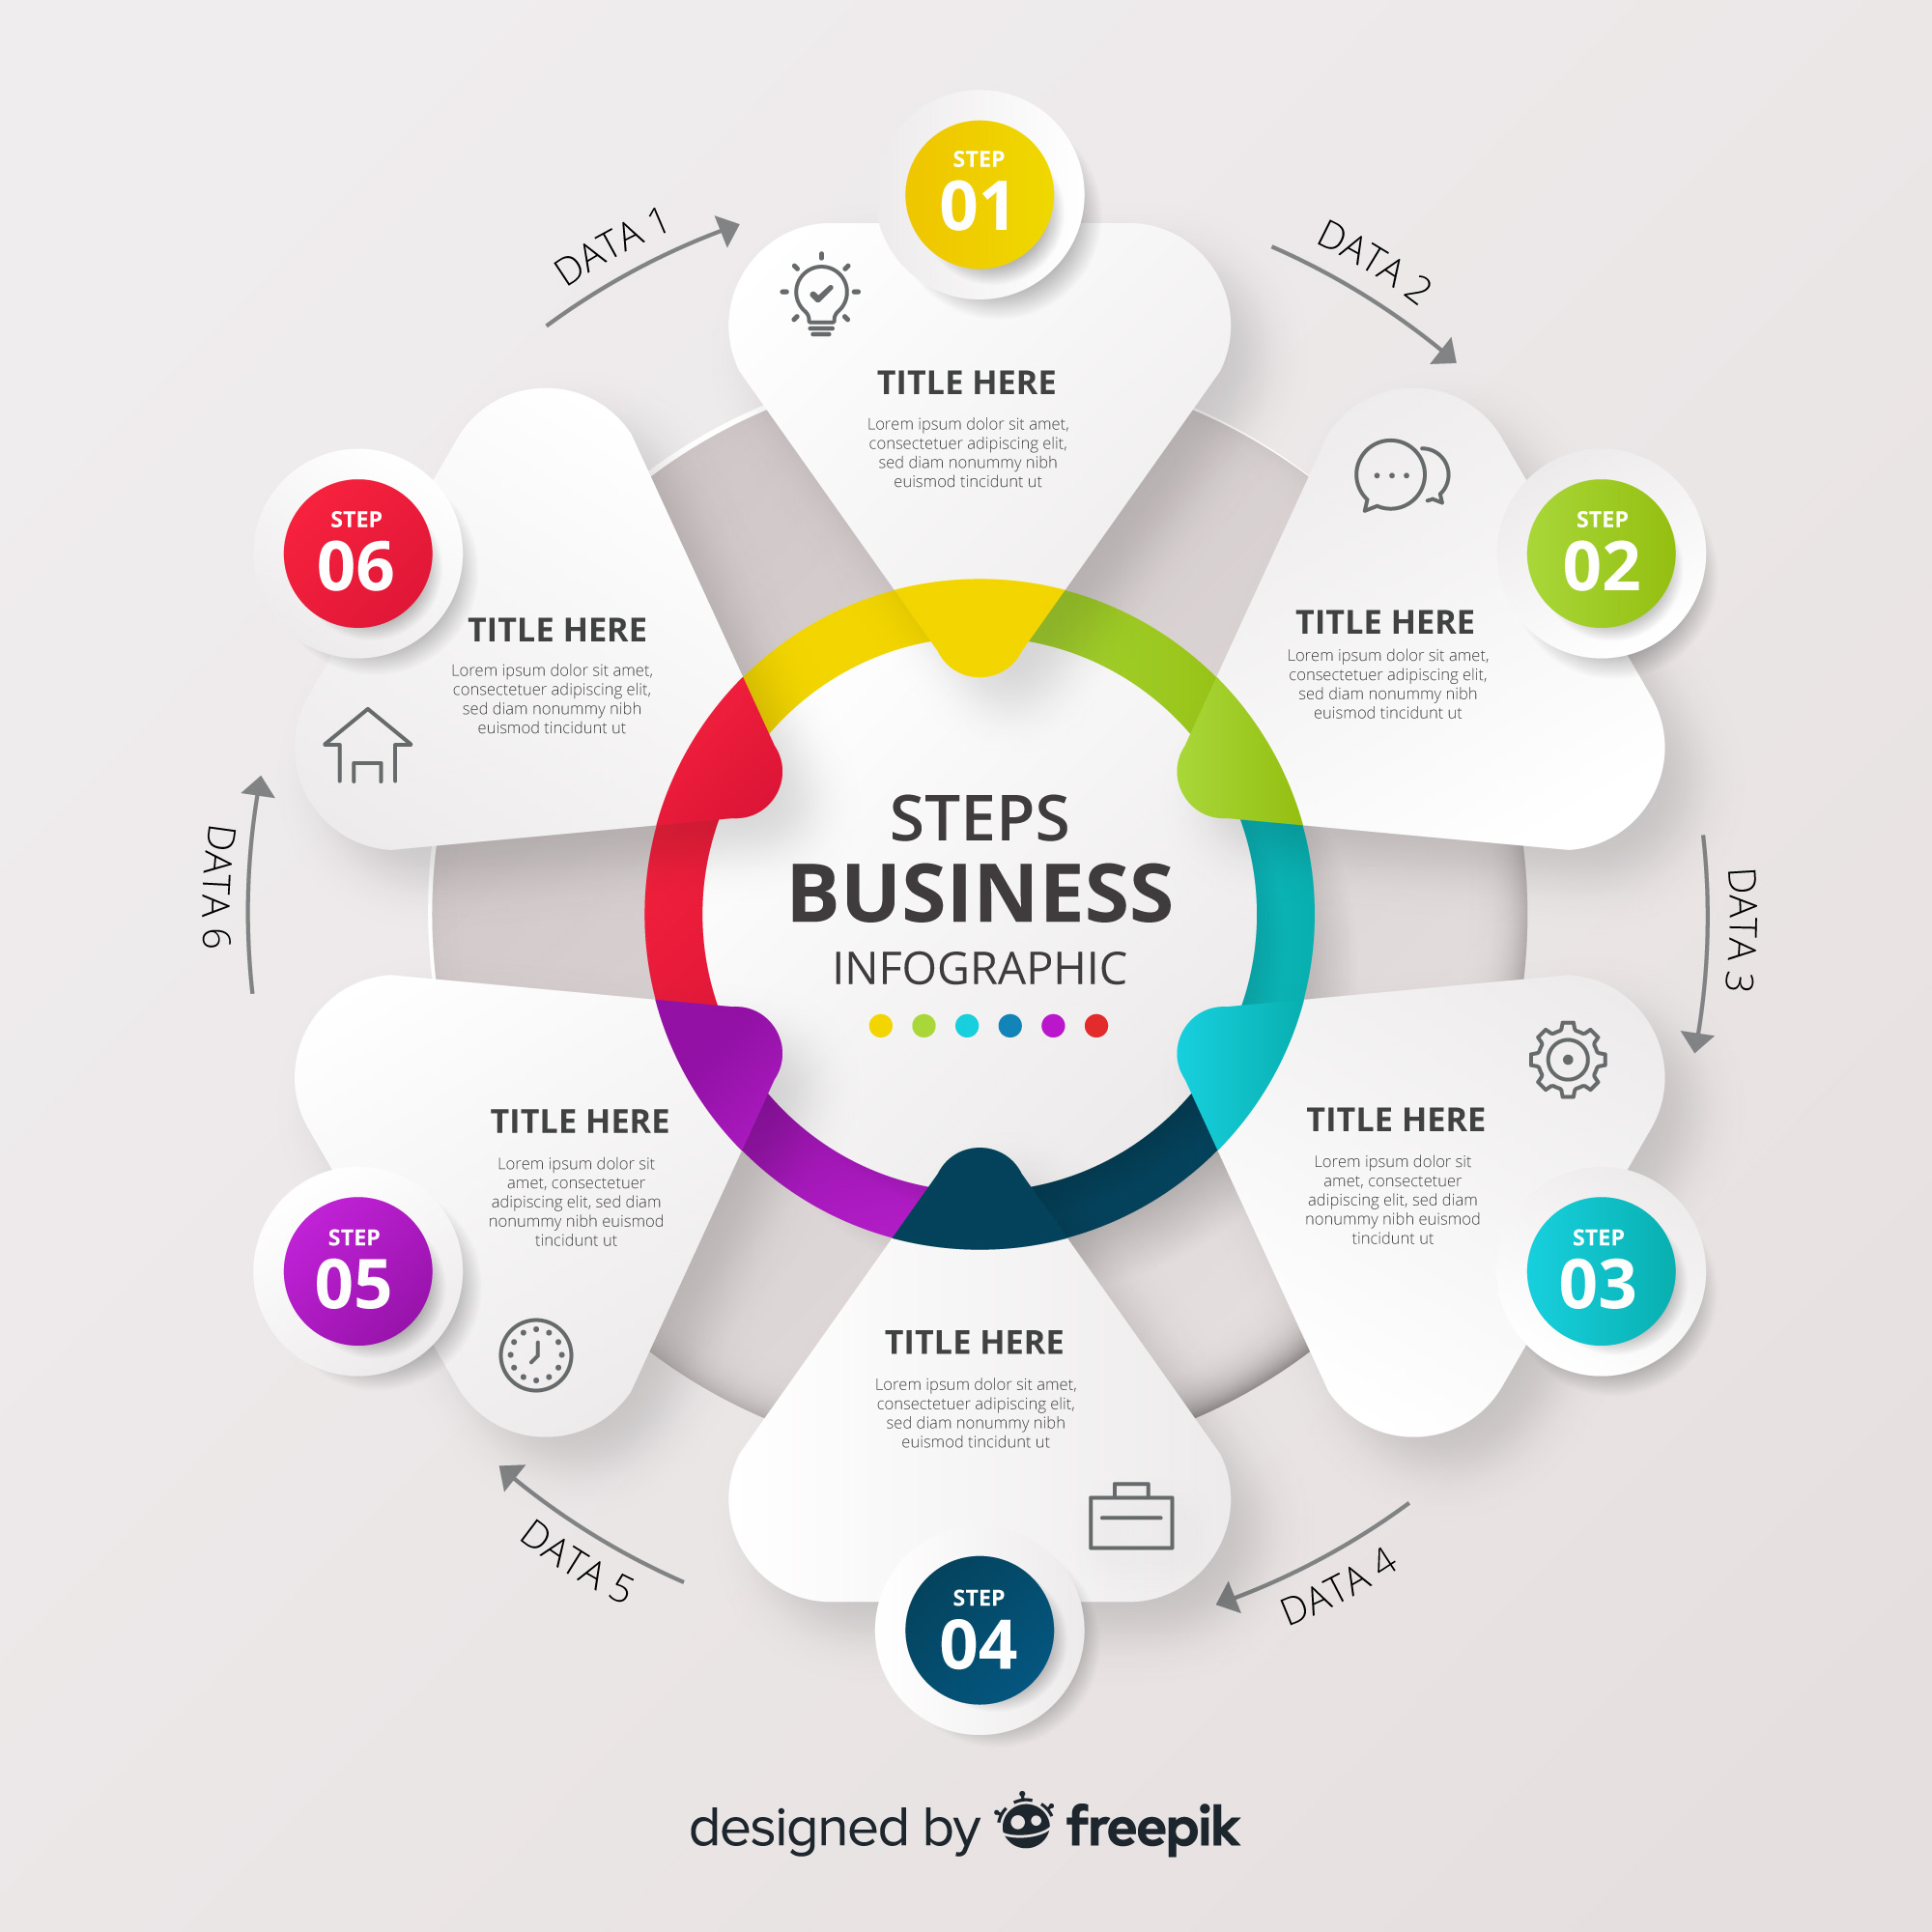 STEP
01
TITLE HERE
Lorem ipsum dolor sit amet,
consectetuer adipiscing elit,
sed diam nonummy nibh
euismod tincidunt ut
DATA 1
DATA 2
STEP
02
TITLE HERE
Lorem ipsum dolor sit amet,
consectetuer adipiscing elit,
sed diam nonummy nibh
euismod tincidunt ut
DATA 3
STEP
03
TITLE HERE
Lorem ipsum dolor sit
amet, consectetuer
adipiscing elit, sed diam
nonummy nibh euismod
tincidunt ut
DATA 4
STEP
04
TITLE HERE
Lorem ipsum dolor sit amet,
consectetuer adipiscing elit,
sed diam nonummy nibh
euismod tincidunt ut
DATA 5
STEP
05
TITLE HERE
Lorem ipsum dolor sit
amet, consectetuer
adipiscing elit, sed diam
nonummy nibh euismod
tincidunt ut
DATA 6
STEP
06
TITLE HERE
Lorem ipsum dolor sit amet,
consectetuer adipiscing elit,
sed diam nonummy nibh
euismod tincidunt ut
STEPS
BUSINESS
INFOGRAPHIC
designed by freepik